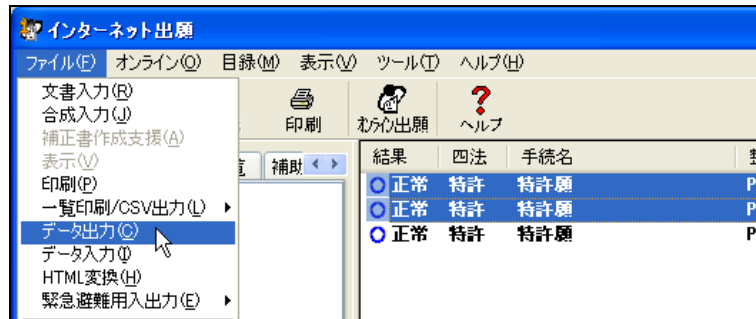 インターネット出願
ファイル(F) オンライン(O) 目録(M) 表示(V) ツール(T) ヘルプ(H)
文書入力(R)
合成入力(J)
補正書作成支援(A)
表示(V)
印刷(P)
一覧印刷/CSV出力(L)
データ出力(C)
データ入力(I)
HTML変換(H)
緊急避難用入出力(E)
印刷 オンライン出願 ヘルプ
補助
結果 四法 手続名
正常 特許 特許願 P
正常 特許 特許願 P
正常 特許 特許願 P